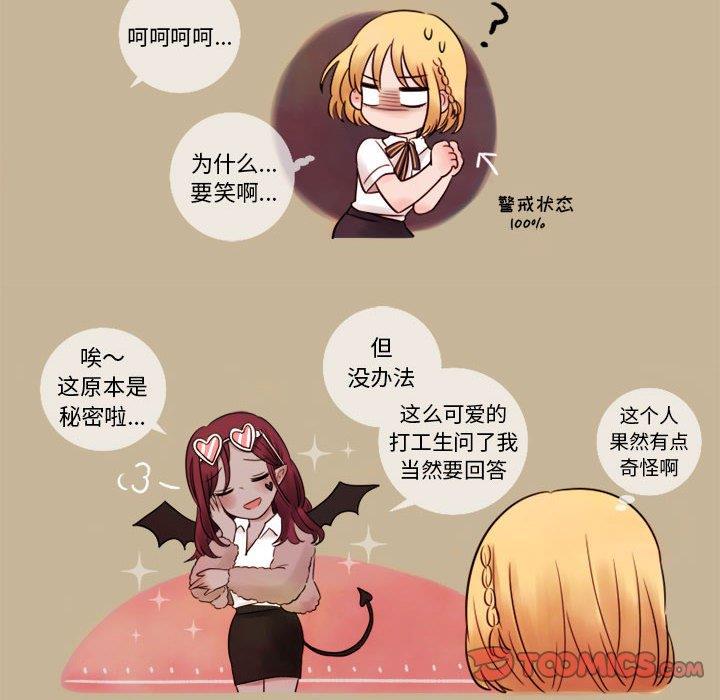 呵呵呵呵...
?
为什么...
要笑啊...
警戒状态
100%
唉～
这原本是
秘密啦...
但
没办法
这么可爱的
打工生问了我
当然要回答
这个人
果然有点
奇怪啊
TOOMICS.com